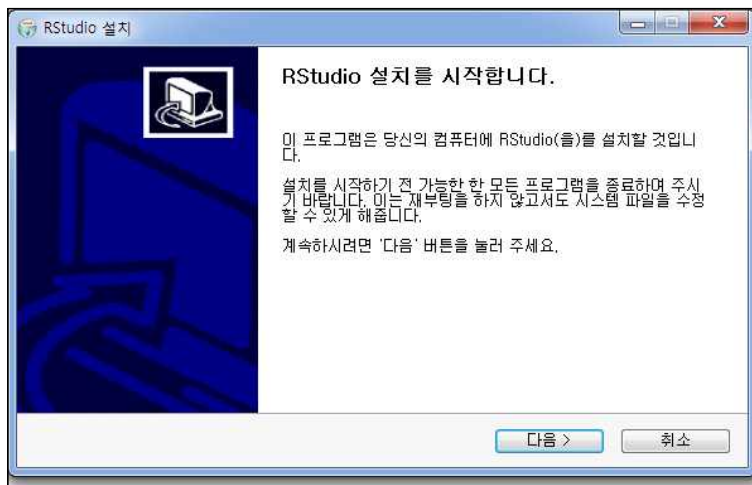 RStudio 설치
RStudio 설치를 시작합니다.
이 프로그램은 당신의 컴퓨터에 RStudio(을)를 설치할 것입니
다.
설치를 시작하기 전 가능한 한 모든 프로그램을 종료하여 주시
기 바랍니다. 이는 재부팅을 하지 않고서도 시스템 파일을 수정
할 수 있게 해줍니다.
계속하시려면 '다음' 버튼을 눌러 주세요.
다음 >
취소